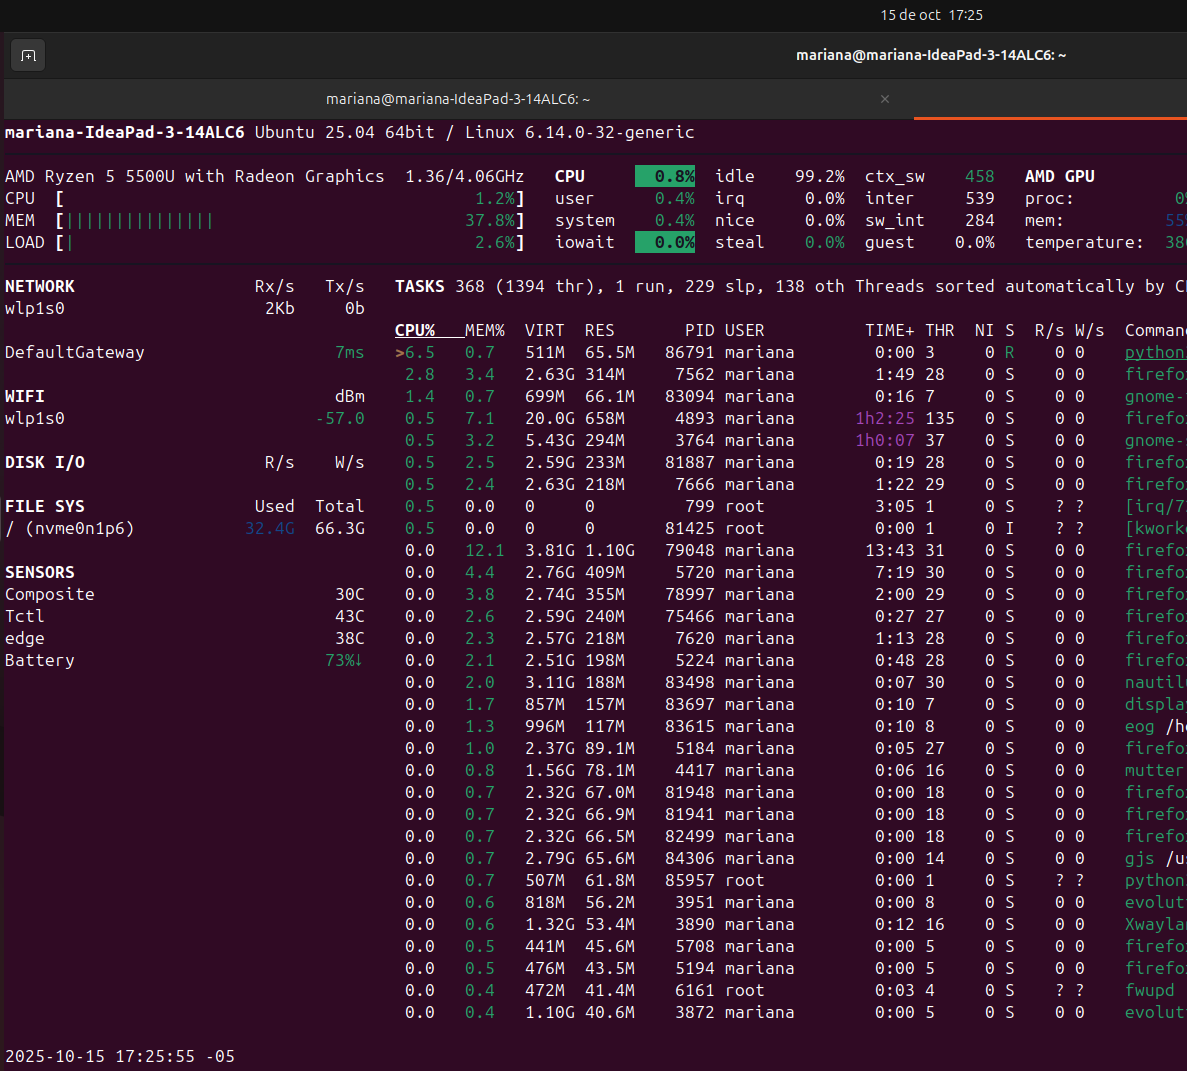 15 de oct 17:25
mariana@mariana-IdeaPad-3-14ALC6: ~
mariana@mariana-IdeaPad-3-14ALC6: ~ ×
mariana-IdeaPad-3-14ALC6 Ubuntu 25.04 64bit / Linux 6.14.0-32-generic
AMD Ryzen 5 5500U with Radeon Graphics 1.36/4.06GHz CPU 0.8% idle 99.2% ctx_sw 458 AMD GPU
CPU [ 1.2%] user 0.4% irq 0.0% inter 539 proc: 0%
MEM [||||||||||||||| 37.8%] system 0.4% nice 0.0% sw_int 284 mem:
LOAD [| 2.6%] iowait 0.0% steal 0.0% guest 0.0% temperature:
NETWORK Rx/s Tx/s TASKS 368 (1394 thr), 1 run, 229 slp, 138 oth Threads sorted automatically by
wlp1s0 2Kb 0b
CPU% MEM% VIRT RES PID USER TIME+ THR NI S R/s W/s Comman
DefaultGateway 7ms >6.5 0.7 511M 65.5M 86791 mariana 0:00 3 0 R 0 0 python
2.8 3.4 2.63G 314M 7562 mariana 1:49 28 0 S 0 0 firefo
WIFI dBm 1.4 0.7 699M 66.1M 83094 mariana 0:16 7 0 S 0 0 gnome-
wlp1s0 -57.0 0.5 7.1 20.0G 658M 4893 mariana 1h2:25 135 0 S 0 0 firefo
0.5 3.2 5.43G 294M 3764 mariana 1h0:07 37 0 S 0 0 gnome-
DISK I/O R/s W/s 0.5 2.5 2.59G 233M 81887 mariana 0:19 28 0 S 0 0 firefo
0.5 2.4 2.63G 218M 7666 mariana 1:22 29 0 S 0 0 firefo
FILE SYS Used Total 0.5 0.0 0 0 799 root 3:05 1 0 S ? ? [irq/7
/ (nvme0n1p6) 32.4G 66.3G 0.5 0.0 0 0 81425 root 0:00 1 0 I ? ? [kwork
0.0 12.1 3.81G 1.10G 79048 mariana 13:43 31 0 S 0 0 firefo
SENSORS 0.0 4.4 2.76G 409M 5720 mariana 7:19 30 0 S 0 0 firefo
Composite 30C 0.0 3.8 2.74G 355M 78997 mariana 2:00 29 0 S 0 0 firefo
Tctl 43C 0.0 2.6 2.59G 240M 75466 mariana 0:27 27 0 S 0 0 firefo
edge 38C 0.0 2.3 2.57G 218M 7620 mariana 1:13 28 0 S 0 0 firefo
Battery 73%↓ 0.0 2.1 2.51G 198M 5224 mariana 0:48 28 0 S 0 0 firefo
0.0 2.0 3.11G 188M 83498 mariana 0:07 30 0 S 0 0 nautil
0.0 1.7 857M 157M 83697 mariana 0:10 7 0 S 0 0 displa
0.0 1.3 996M 117M 83615 mariana 0:10 8 0 S 0 0 eog /h
0.0 1.0 2.37G 89.1M 5184 mariana 0:05 27 0 S 0 0 firefo
0.0 0.8 1.56G 78.1M 4417 mariana 0:06 16 0 S 0 0 mutter
0.0 0.7 2.32G 67.0M 81948 mariana 0:00 18 0 S 0 0 firefo
0.0 0.7 2.32G 66.9M 81941 mariana 0:00 18 0 S 0 0 firefo
0.0 0.7 2.32G 66.5M 82499 mariana 0:00 18 0 S 0 0 firefo
0.0 0.7 2.79G 65.6M 84306 mariana 0:00 14 0 S 0 0 gjs /u
0.0 0.7 507M 61.8M 85957 root 0:00 1 0 S ? ? python
0.0 0.6 818M 56.2M 3951 mariana 0:00 8 0 S 0 0 evolut
0.0 0.6 1.32G 53.4M 3890 mariana 0:12 16 0 S 0 0 Xwayla
0.0 0.5 441M 45.6M 5708 mariana 0:00 5 0 S 0 0 firefo
0.0 0.5 476M 43.5M 5194 mariana 0:00 5 0 S 0 0 firefo
0.0 0.4 472M 41.4M 6161 root 0:03 4 0 S ? ? fwupd
0.0 0.4 1.10G 40.6M 3872 mariana 0:00 5 0 S 0 0 evolut
2025-10-15 17:25:55 -05